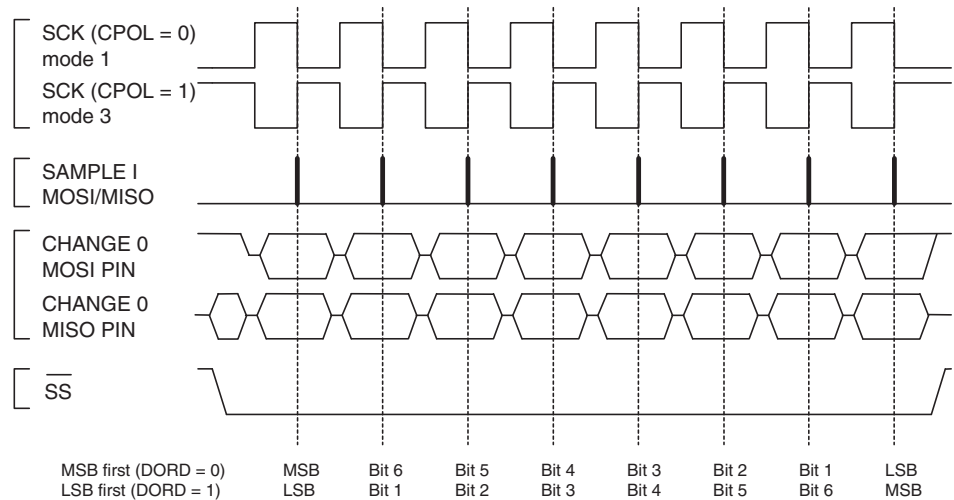 SCK (CPOL = 0)
mode 1
SCK (CPOL = 1)
mode 3
SAMPLE I
MOSI/MISO
CHANGE 0
MOSI PIN
CHANGE 0
MISO PIN
SS
MSB first (DORD = 0) MSB Bit 6 Bit 5 Bit 4 Bit 3 Bit 2 Bit 1 LSB
LSB first (DORD = 1) LSB Bit 1 Bit 2 Bit 3 Bit 4 Bit 5 Bit 6 MSB